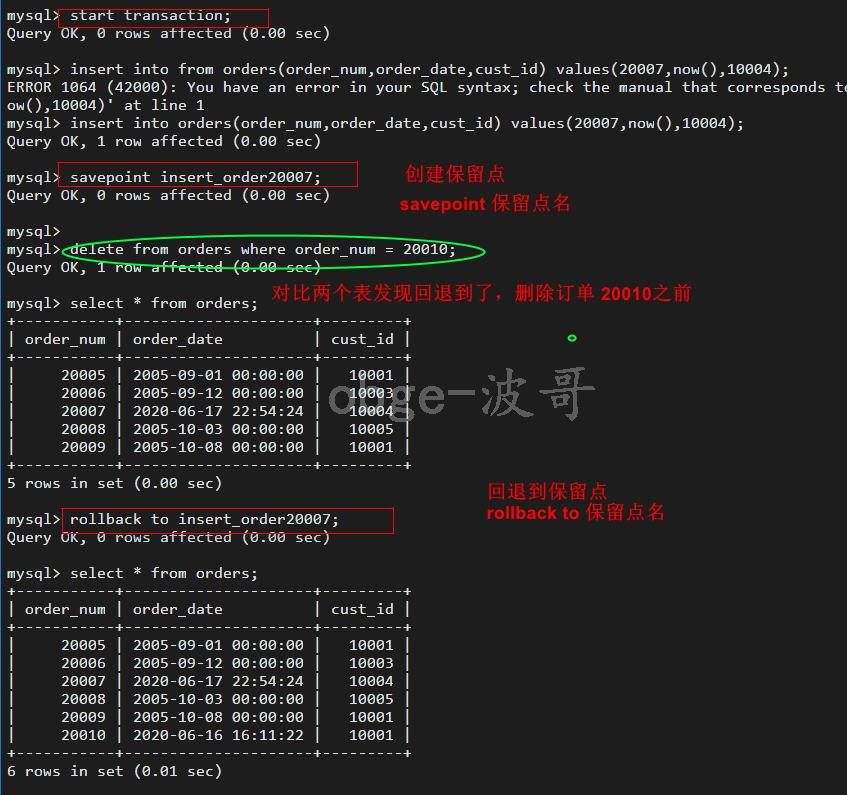 mysql> start transaction;
Query OK, 0 rows affected (0.00 sec)
mysql> insert into from orders(order_num,order_date,cust_id) values(20007,now(),10004);
ERROR 1064 (42000): You have an error in your SQL syntax; check the manual that corresponds to
ow(),10004)' at line 1
mysql> insert into orders(order_num,order_date,cust_id) values(20007,now(),10004);
Query OK, 1 row affected (0.00 sec)
mysql> savepoint insert_order20007;
创建保留点
Query OK, 0 rows affected (0.00 sec)
savepoint 保留点名
mysql>
mysql> delete from orders where order_num = 20010;
Query OK, 1 row affected (0.00 sec)
对比两个表发现回退到了，删除订单 20010之前
mysql> select * from orders;
+-----------+---------------------+---------+
| order_num | order_date          | cust_id |
+-----------+---------------------+---------+
|     20005 | 2005-09-01 00:00:00 |   10001 |
|     20006 | 2005-09-12 00:00:00 |   10003 |
|     20007 | 2020-06-17 22:54:24 |   10004 |
|     20008 | 2005-10-03 00:00:00 |   10005 |
|     20009 | 2005-10-08 00:00:00 |   10001 |
+-----------+---------------------+---------+
obge-波哥
5 rows in set (0.00 sec)
回退到保留点
rollback to 保留点名
mysql> rollback to insert_order20007;
Query OK, 0 rows affected (0.00 sec)
mysql> select * from orders;
+-----------+---------------------+---------+
| order_num | order_date          | cust_id |
+-----------+---------------------+---------+
|     20005 | 2005-09-01 00:00:00 |   10001 |
|     20006 | 2005-09-12 00:00:00 |   10003 |
|     20007 | 2020-06-17 22:54:24 |   10004 |
|     20008 | 2005-10-03 00:00:00 |   10005 |
|     20009 | 2005-10-08 00:00:00 |   10001 |
|     20010 | 2020-06-16 16:11:22 |   10001 |
+-----------+---------------------+---------+
6 rows in set (0.01 sec)